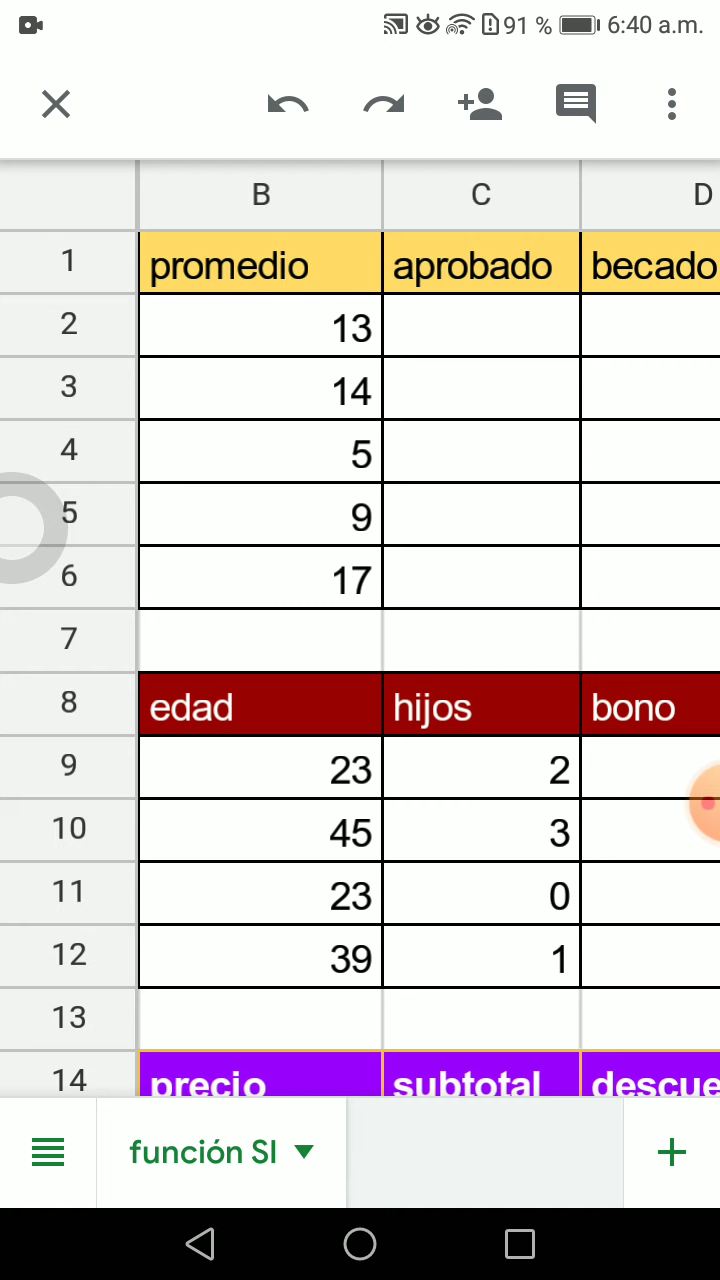 91 % 6:40 a.m.
B C D
1 promedio aprobado becado
2 13
3 14
4 5
5 9
6 17
7
8 edad hijos bono
9 23 2
10 45 3
11 23 0
12 39 1
13
14 precio subtotal descue
función SI